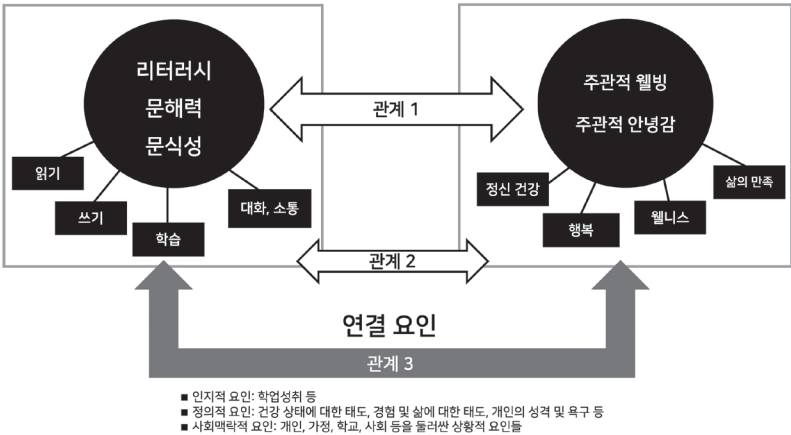 리터러시
문해력
문식성
읽기
쓰기
학습
대화, 소통
관계 1
주관적 웰빙
주관적 안녕감
정신 건강
행복
웰니스
삶의 만족
관계 2
연결 요인
관계 3
■ 인지적 요인: 학업성취 등
■ 정의적 요인: 건강 상태에 대한 태도, 경험 및 삶에 대한 태도, 개인의 성격 및 욕구 등
■ 사회맥락적 요인: 개인, 가정, 학교, 사회 등을 둘러싼 상황적 요인들